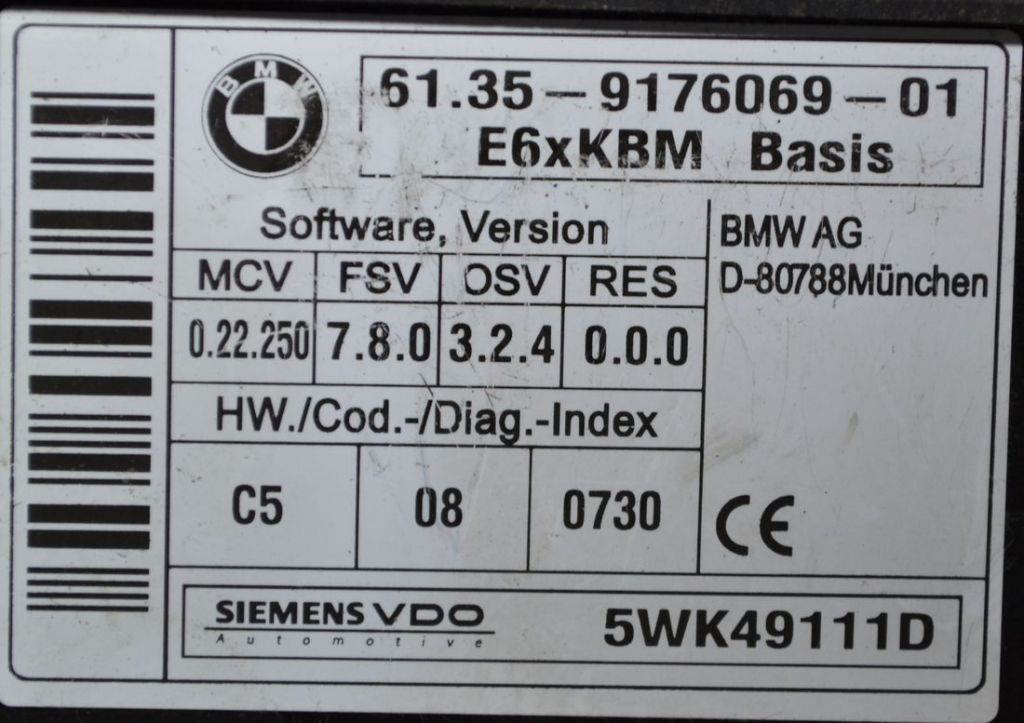 BMW
61.35-9176069-01
E6xKBM Basis
Software, Version
MCV FSV OSV RES
0.22.250 7.8.0 3.2.4 0.0.0
HW./Cod.-/Diag.-Index
C5 08 0730
BMW AG
D-80788München
CE
SIEMENS VDO
Automotive
5WK49111D